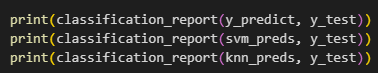 print(classification_report(y_predict, y_test))
print(classification_report(svm_preds, y_test))
print(classification_report(knn_preds, y_test))